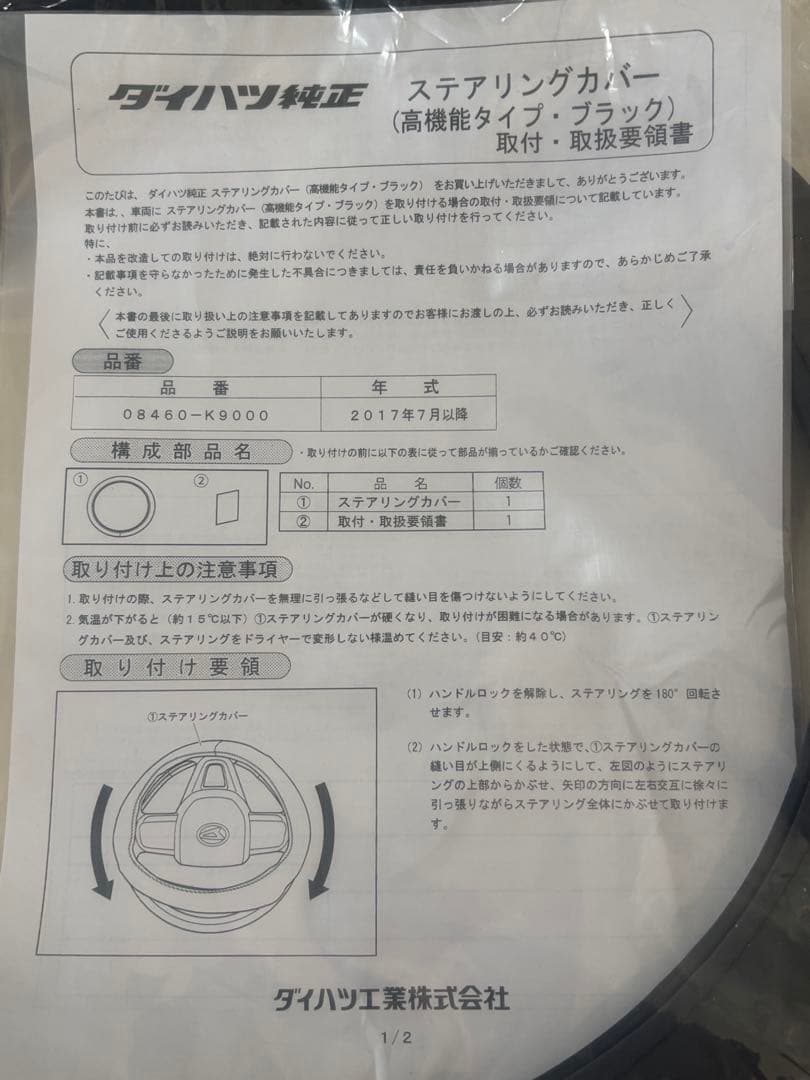 ダイハツ純正
ステアリングカバー
(高機能タイプ・ブラック)
取付・取扱要領書
このたびは、ダイハツ純正 ステアリングカバー(高機能タイプ・ブラック) をお買い上げいただきまして、ありがとうございます。
本書は、、車両に ステアリングカバー(高機能タイプ・ブラック)を取り付ける場合の取付・取扱要領について記載しています。
取り付け前に必ずお読みいただき、記載された内容に従って正しい取り付けを行ってください。
特に、
・本品を改造しての取り付けは、絶対に行わないでください。
・記載事項を守らなかったために発生した不具合につきましては、責任を負いかねる場合がありますので、あらかじめご了承
ください。
本書の最後に取り扱い上の注意事項を記載してありますのでお客様にお渡しの上、必ずお読みいただき、正しく
ご使用くださるようご説明をお願いいたします。
品番
品 番 年 式
08460-K9000 2017年7月以降
構成部品名 ・取り付けの前に以下の表に従って部品が揃っているかご確認ください。
① ②
No. 品 名 個数
① ステアリングカバー 1
② 取付・取扱要領書 1
取り付け上の注意事項
1. 取り付けの際、ステアリングカバーを無理に引っ張るなどして縫い目を傷つけないようにしてください。
2. 気温が下がると(約15℃以下)①ステアリングカバーが硬くなり、取り付けが困難になる場合があります。①ステアリン
グカバー及び、ステアリングをドライヤーで変形しない様温めてください。(目安:約40℃)
取り付け要領
①ステアリングカバー
(1) ハンドルロックを解除し、ステアリングを180°回転さ
せます。
(2) ハンドルロックをした状態で、①ステアリングカバーの
縫い目が上側にくるようにして、左図のようにステアリ
ングの上部からかぶせ、矢印の方向に左右交互に徐々に
引っ張りながらステアリング全体にかぶせて取り付けま
す。
ダイハツ工業株式会社
1/2